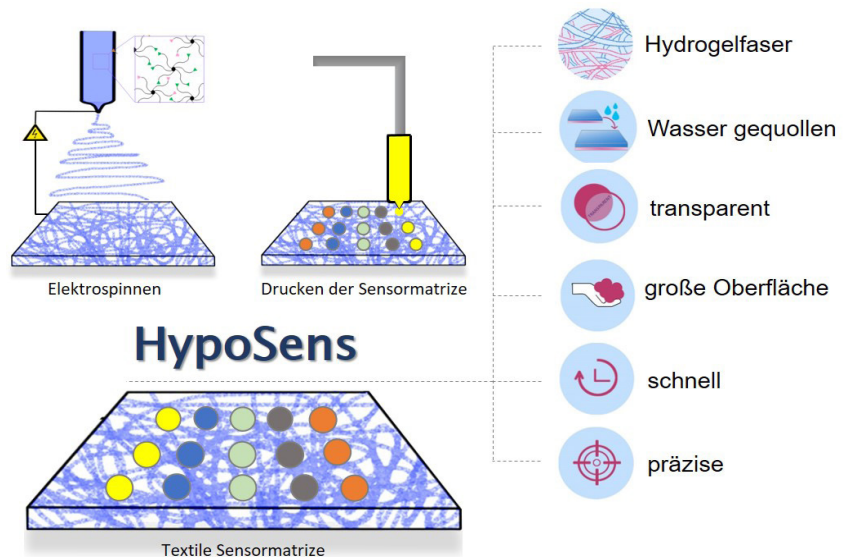 Elektrospinnen
Drucken der Sensormatrize
HypoSens
Textile Sensormatrize
Hydrogelfaser
Wasser gequollen
transparent
große Oberfläche
schnell
präzise